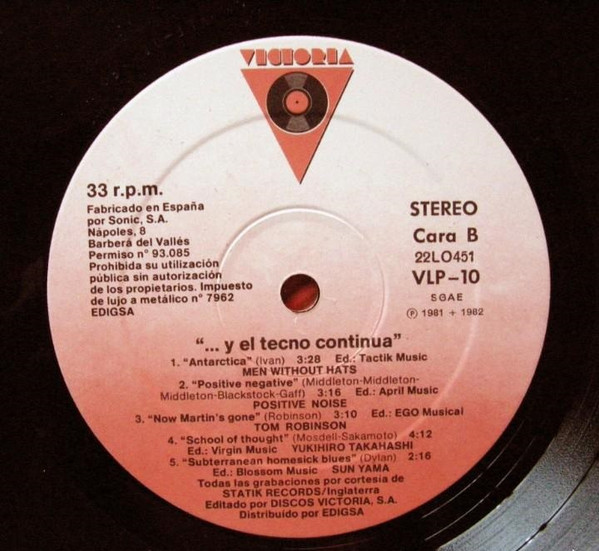 VICTORIA
33 r.p.m.
Fabricado en España
por Sonic, S.A.
Nápoles, 8
Barberá del Vallés
Permiso n° 93.085
Prohibida su utilización
pública sin autorización
de los propietarios. Impuesto
de lujo a metálico n° 7962
EDIGSA
STEREO
Cara B
22LO451
VLP-10
SGAE
℗ 1981 + 1982
"... y el tecno continua"
1. "Antarctica" (Ivan) 3:28 Ed.: Tactik Music
MEN WITHOUT HATS
2. "Positive negative" (Middleton-Middleton-
Middleton-Blackstock-Gaff) 3:16 Ed.: April Music
POSITIVE NOISE
3. "Now Martin's gone" (Robinson) 3:10 Ed.: EGO Musical
TOM ROBINSON
4. "School of thought" (Mosdell-Sakamoto) 4:12
Ed.: Virgin Music YUKIHIRO TAKAHASHI
5. "Subterranean homesick blues" (Dylan) 2:16
Ed.: Blossom Music SUN YAMA
Todas las grabaciones por cortesía de
STATIK RECORDS/Inglaterra
Editado por DISCOS VICTORIA, S.A.
Distribuido por EDIGSA